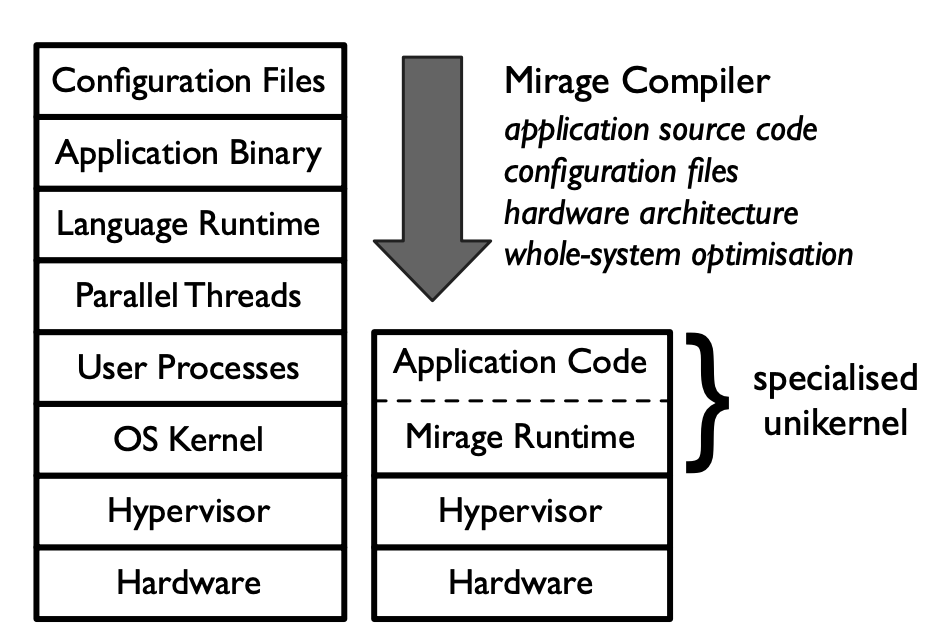 Configuration Files
Application Binary
Language Runtime
Parallel Threads
User Processes
OS Kernel
Hypervisor
Hardware
Mirage Compiler
application source code
configuration files
hardware architecture
whole-system optimisation
Application Code
Mirage Runtime
Hypervisor
Hardware
specialised
unikernel